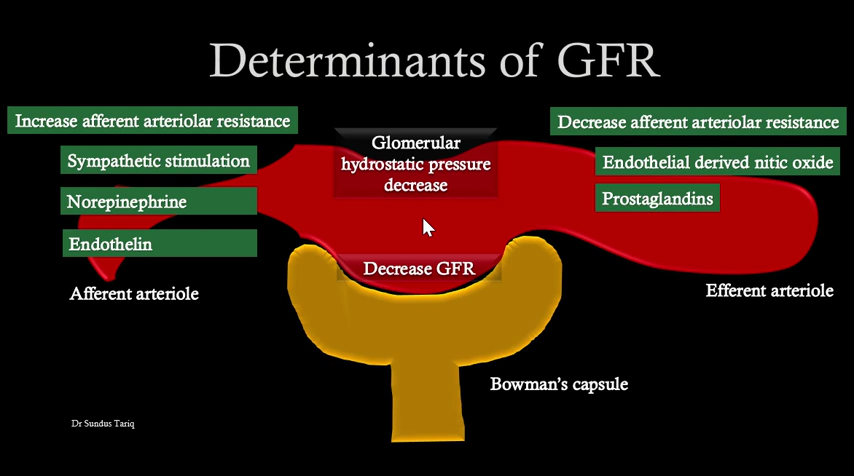 Determinants of GFR
Increase afferent arteriolar resistance
Sympathetic stimulation
Norepinephrine
Endothelin
Afferent arteriole
Glomerular
hydrostatic pressure
decrease
Decrease GFR
Decrease afferent arteriolar resistance
Endothelial derived nitic oxide
Prostaglandins
Efferent arteriole
Bowman's capsule
Dr Sundus Tariq